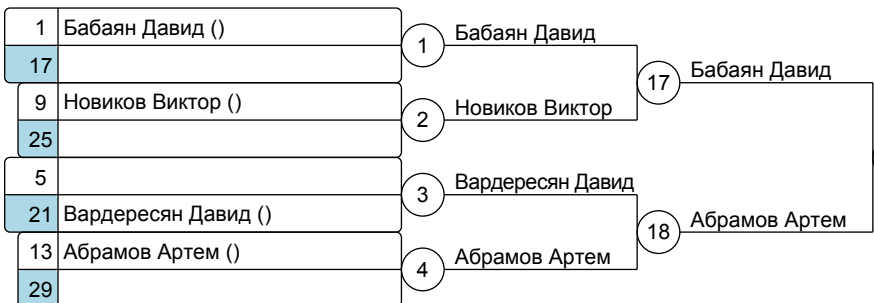 1 Бабаян Давид ()
17
9 Новиков Виктор ()
25
5
21 Вардересян Давид ()
13 Абрамов Артем ()
29
1 Бабаян Давид
2 Новиков Виктор
3 Вардересян Давид
4 Абрамов Артем
17 Бабаян Давид
18 Абрамов Артем